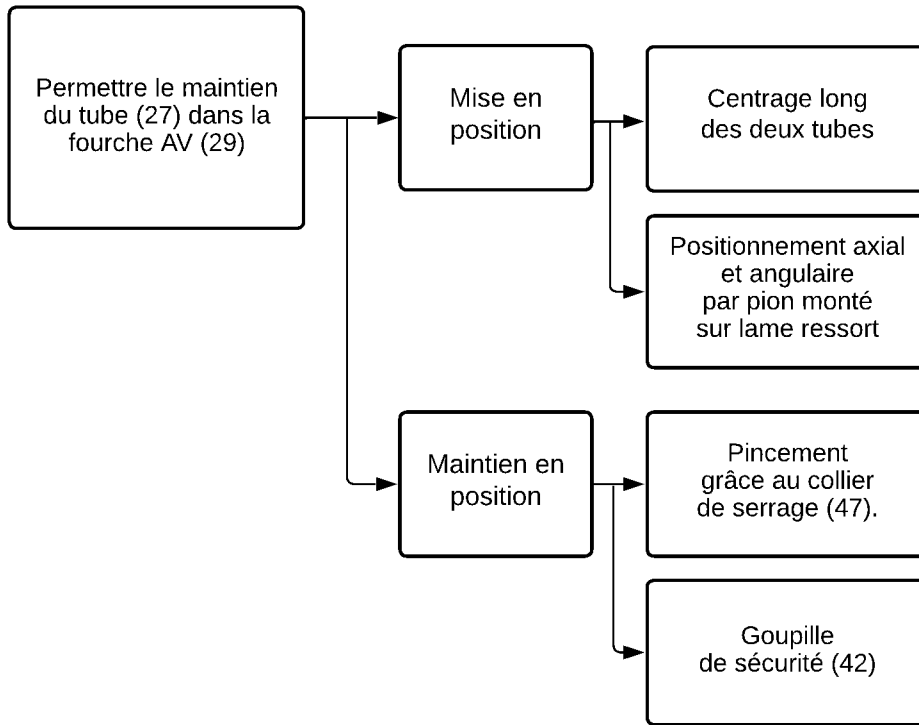 Permettre le maintien
du tube (27) dans la
fourche AV (29)
Mise en
position
Centrage long
des deux tubes
Positionnement axial
et angulaire
par pion monté
sur lame ressort
Maintien en
position
Pincement
grâce au collier
de serrage (47).
Goupille
de sécurité (42)